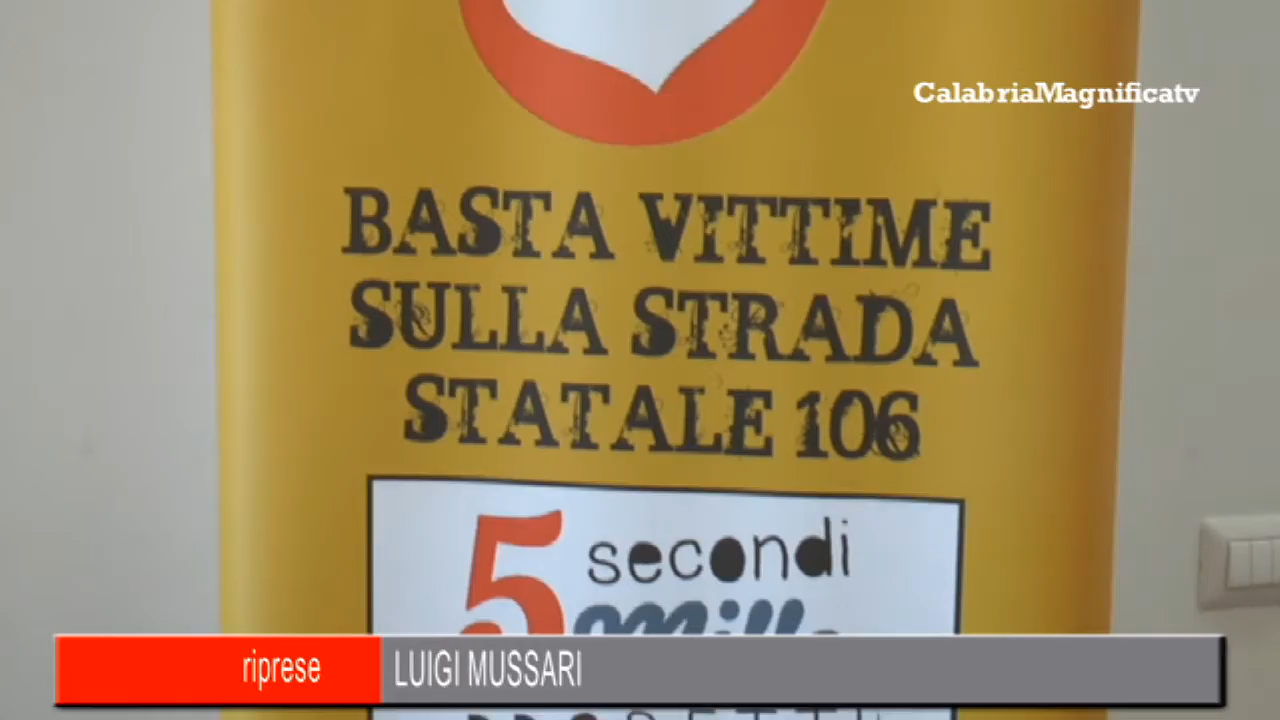 CalabriaMagnificatv
BASTA VITTIME
SULLA STRADA
STATALE 106
5 secondi
riprese LUIGI MUSSARI